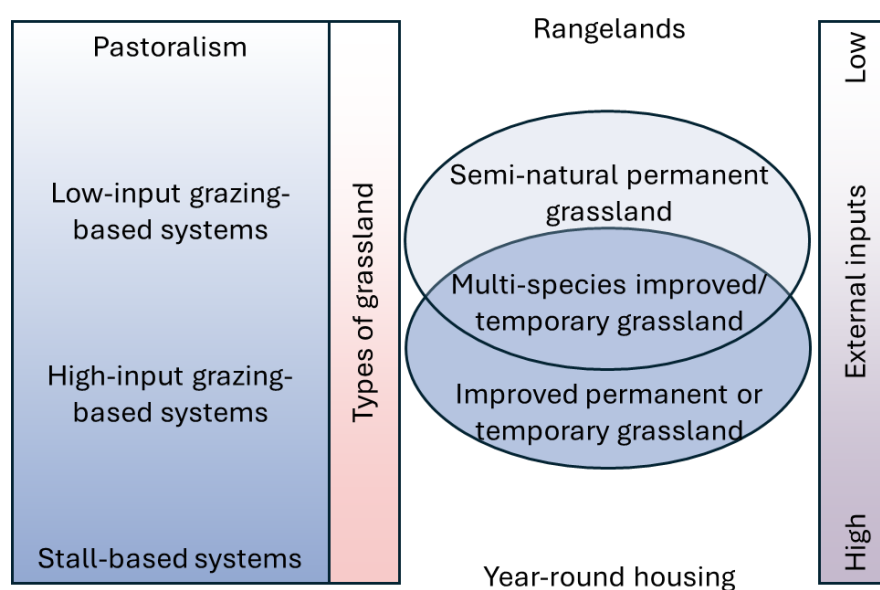 Pastoralism
Low-input grazing-
based systems
High-input grazing-
based systems
Stall-based systems
Types of grassland
Rangelands
Semi-natural permanent
grassland
Multi-species improved/
temporary grassland
Improved permanent or
temporary grassland
Year-round housing
Low
External inputs
High